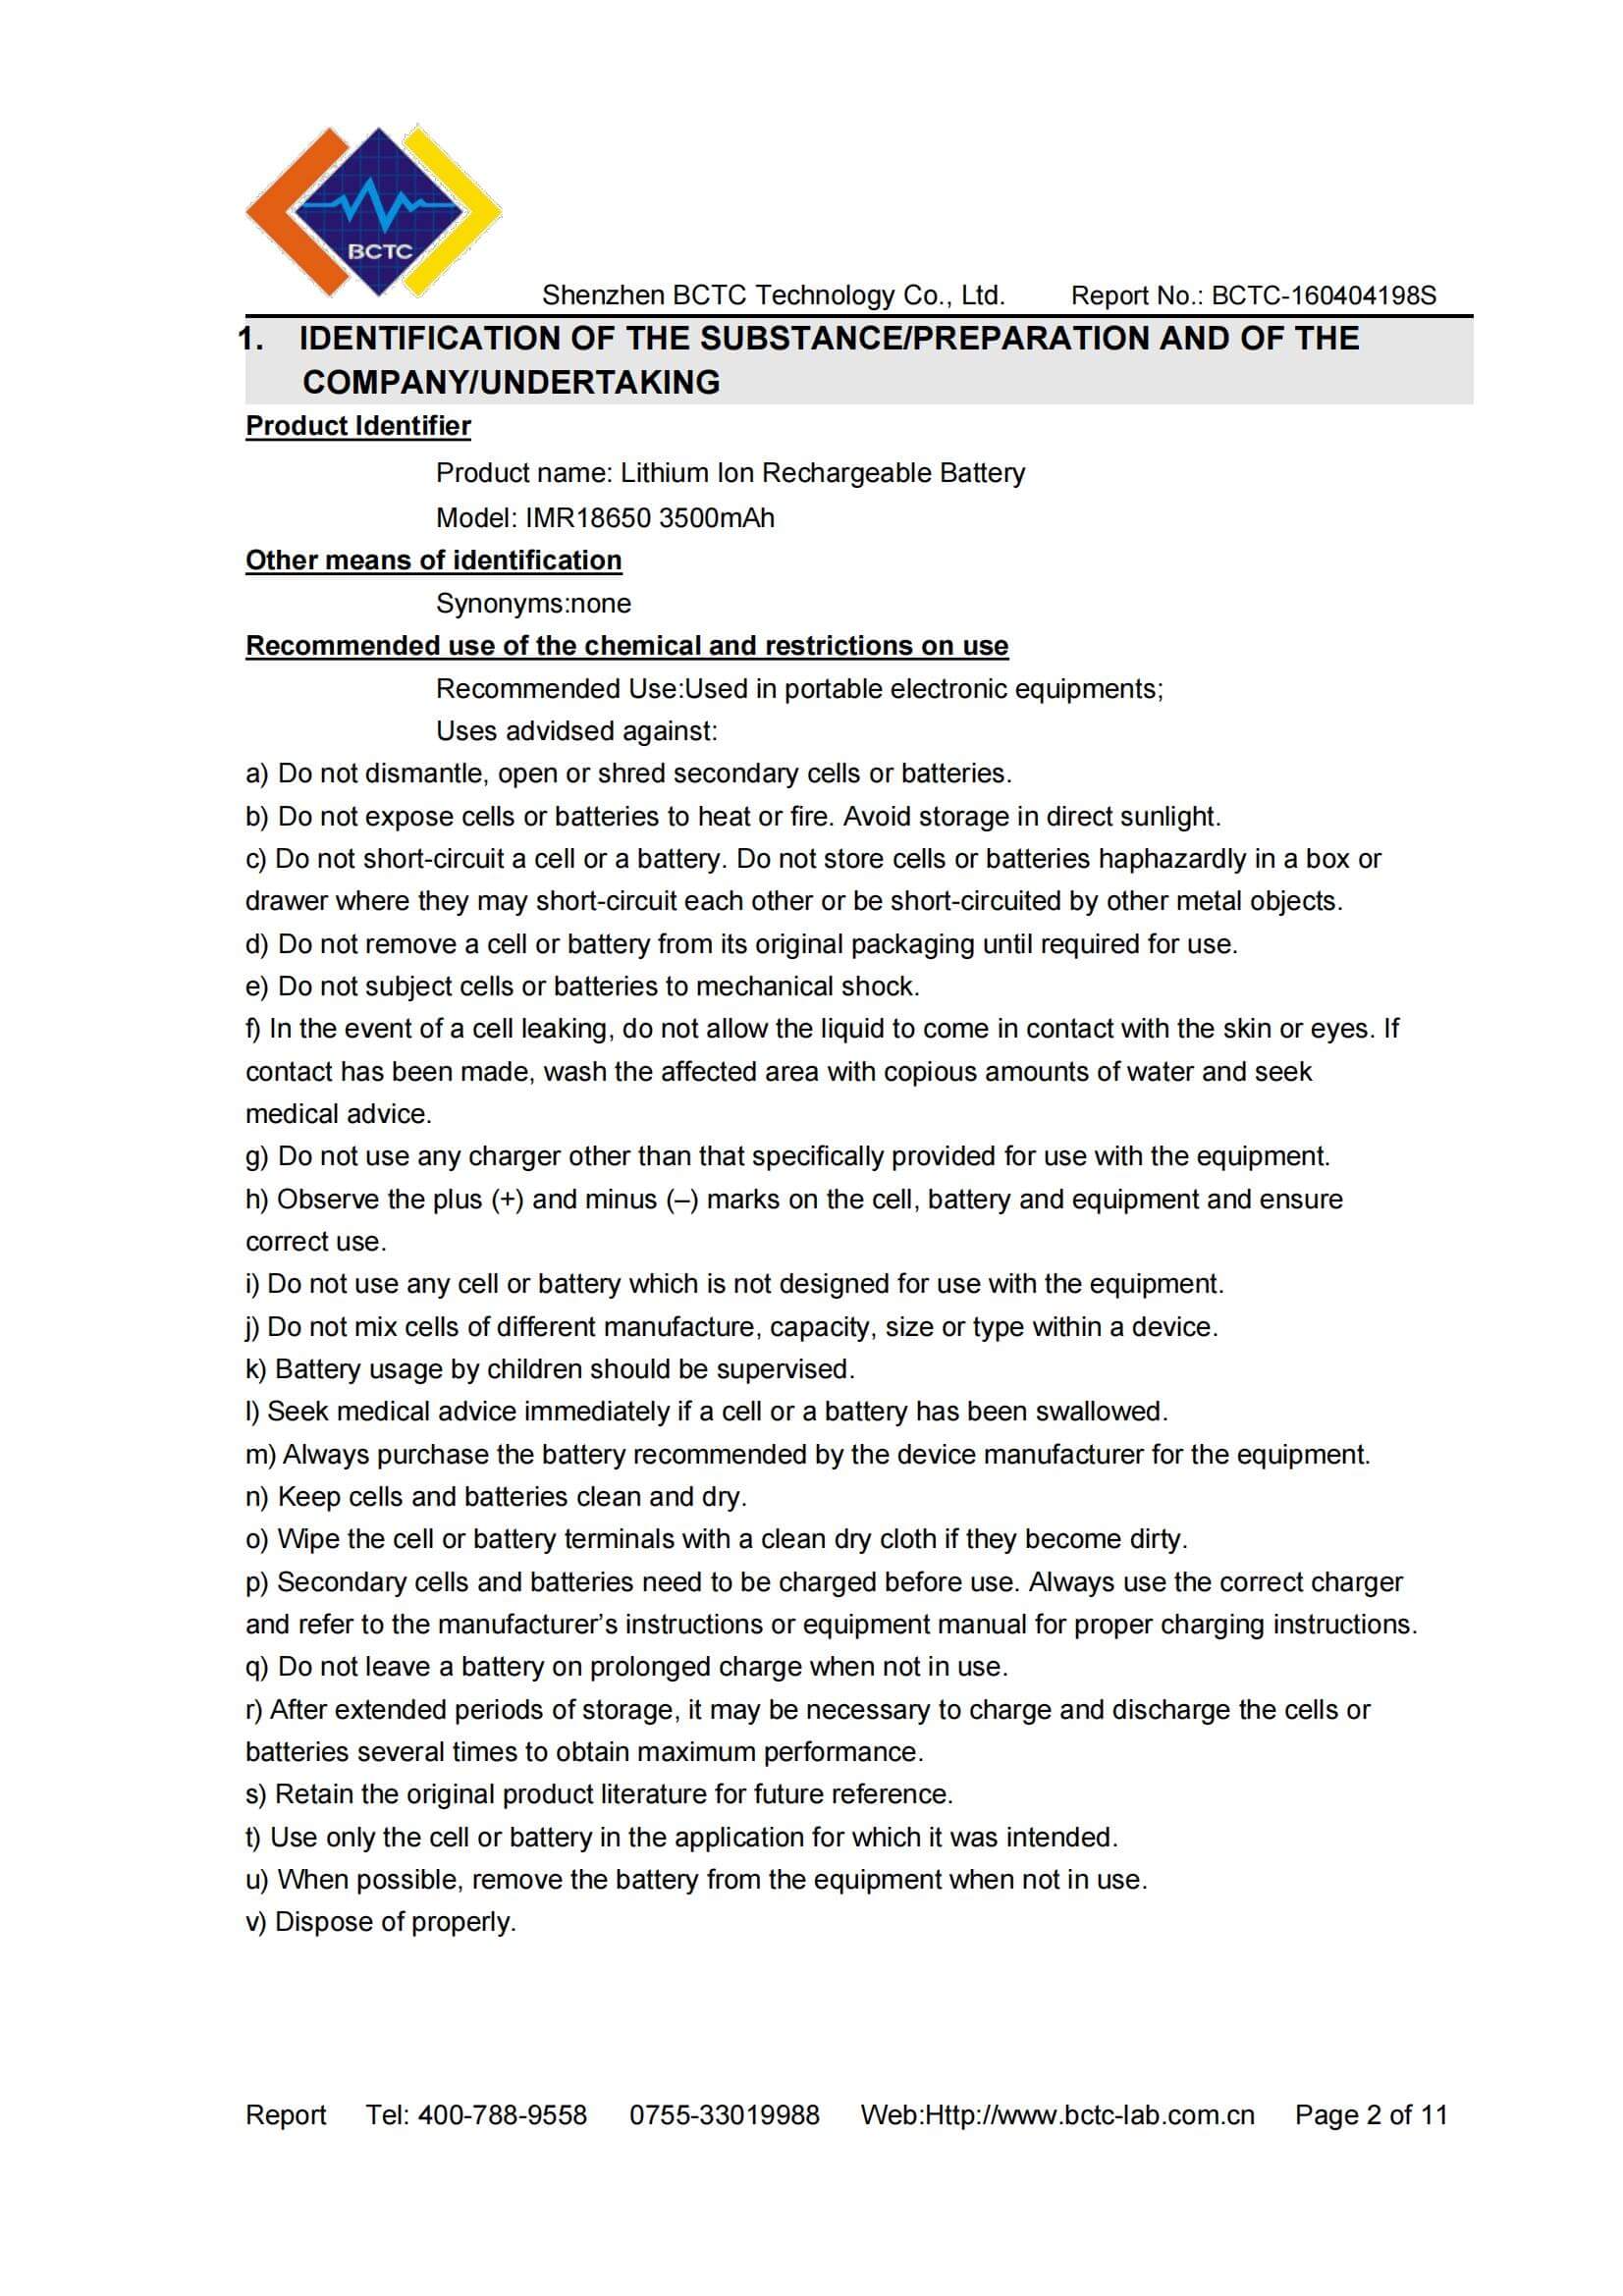 BCTC
Shenzhen BCTC Technology Co., Ltd. Report No.: BCTC-160404198S
1. IDENTIFICATION OF THE SUBSTANCE/PREPARATION AND OF THE
COMPANY/UNDERTAKING
Product Identifier
Product name: Lithium Ion Rechargeable Battery
Model: IMR18650 3500mAh
Other means of identification
Synonyms:none
Recommended use of the chemical and restrictions on use
Recommended Use:Used in portable electronic equipments;
Uses advidsed against:
a) Do not dismantle, open or shred secondary cells or batteries.
b) Do not expose cells or batteries to heat or fire. Avoid storage in direct sunlight.
c) Do not short-circuit a cell or a battery. Do not store cells or batteries haphazardly in a box or
drawer where they may short-circuit each other or be short-circuited by other metal objects.
d) Do not remove a cell or battery from its original packaging until required for use.
e) Do not subject cells or batteries to mechanical shock.
f) In the event of a cell leaking, do not allow the liquid to come in contact with the skin or eyes. If
contact has been made, wash the affected area with copious amounts of water and seek
medical advice.
g) Do not use any charger other than that specifically provided for use with the equipment.
h) Observe the plus (+) and minus (–) marks on the cell, battery and equipment and ensure
correct use.
i) Do not use any cell or battery which is not designed for use with the equipment.
j) Do not mix cells of different manufacture, capacity, size or type within a device.
k) Battery usage by children should be supervised.
l) Seek medical advice immediately if a cell or a battery has been swallowed.
m) Always purchase the battery recommended by the device manufacturer for the equipment.
n) Keep cells and batteries clean and dry.
o) Wipe the cell or battery terminals with a clean dry cloth if they become dirty.
p) Secondary cells and batteries need to be charged before use. Always use the correct charger
and refer to the manufacturer’s instructions or equipment manual for proper charging instructions.
q) Do not leave a battery on prolonged charge when not in use.
r) After extended periods of storage, it may be necessary to charge and discharge the cells or
batteries several times to obtain maximum performance.
s) Retain the original product literature for future reference.
t) Use only the cell or battery in the application for which it was intended.
u) When possible, remove the battery from the equipment when not in use.
v) Dispose of properly.
Report Tel: 400-788-9558 0755-33019988 Web:Http://www.bctc-lab.com.cn Page 2 of 11